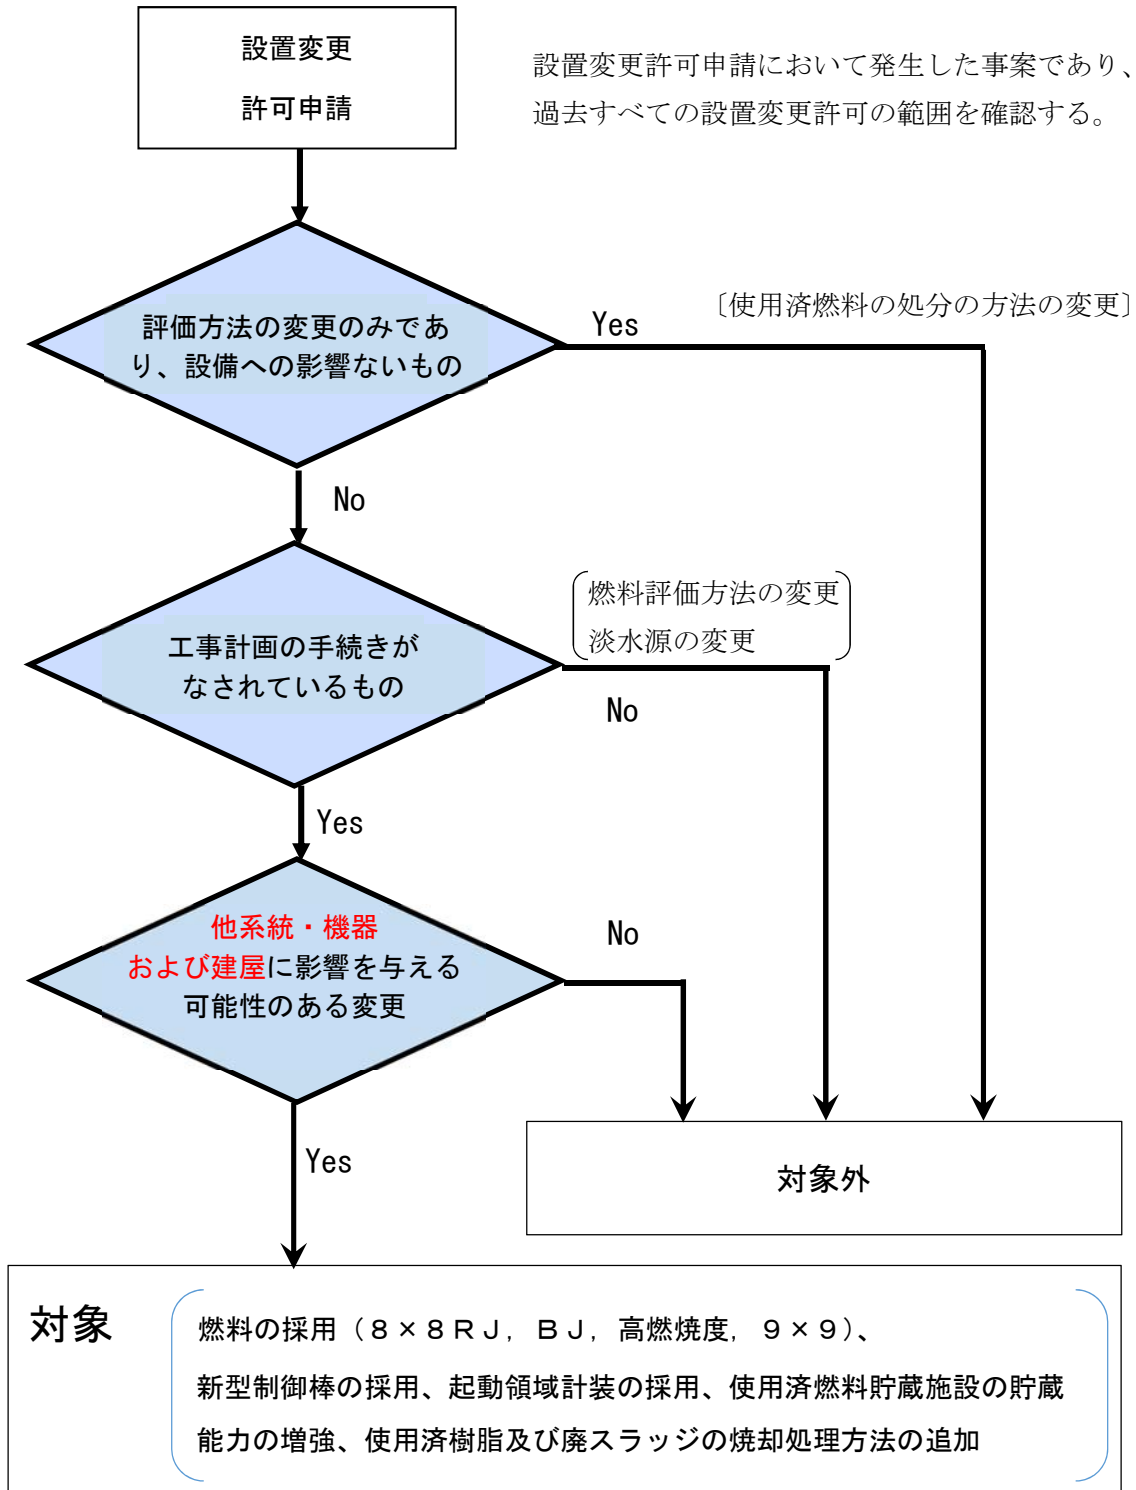 設置変更
許可申請
設置変更許可申請において発生した事案であり、
過去すべての設置変更許可の範囲を確認する。
評価方法の変更のみであ
り、設備への影響ないもの
Yes
〔使用済燃料の処分の方法の変更〕
No
工事計画の手続きが
なされているもの
燃料評価方法の変更
淡水源の変更
No
Yes
他系統・機器
および建屋に影響を与える
可能性のある変更
No
Yes
対象外
対象
燃料の採用（８×８ＲＪ，ＢＪ，高燃焼度，９×９）、
新型制御棒の採用、起動領域計装の採用、使用済燃料貯蔵施設の貯蔵
能力の増強、使用済樹脂及び廃スラッジの焼却処理方法の追加